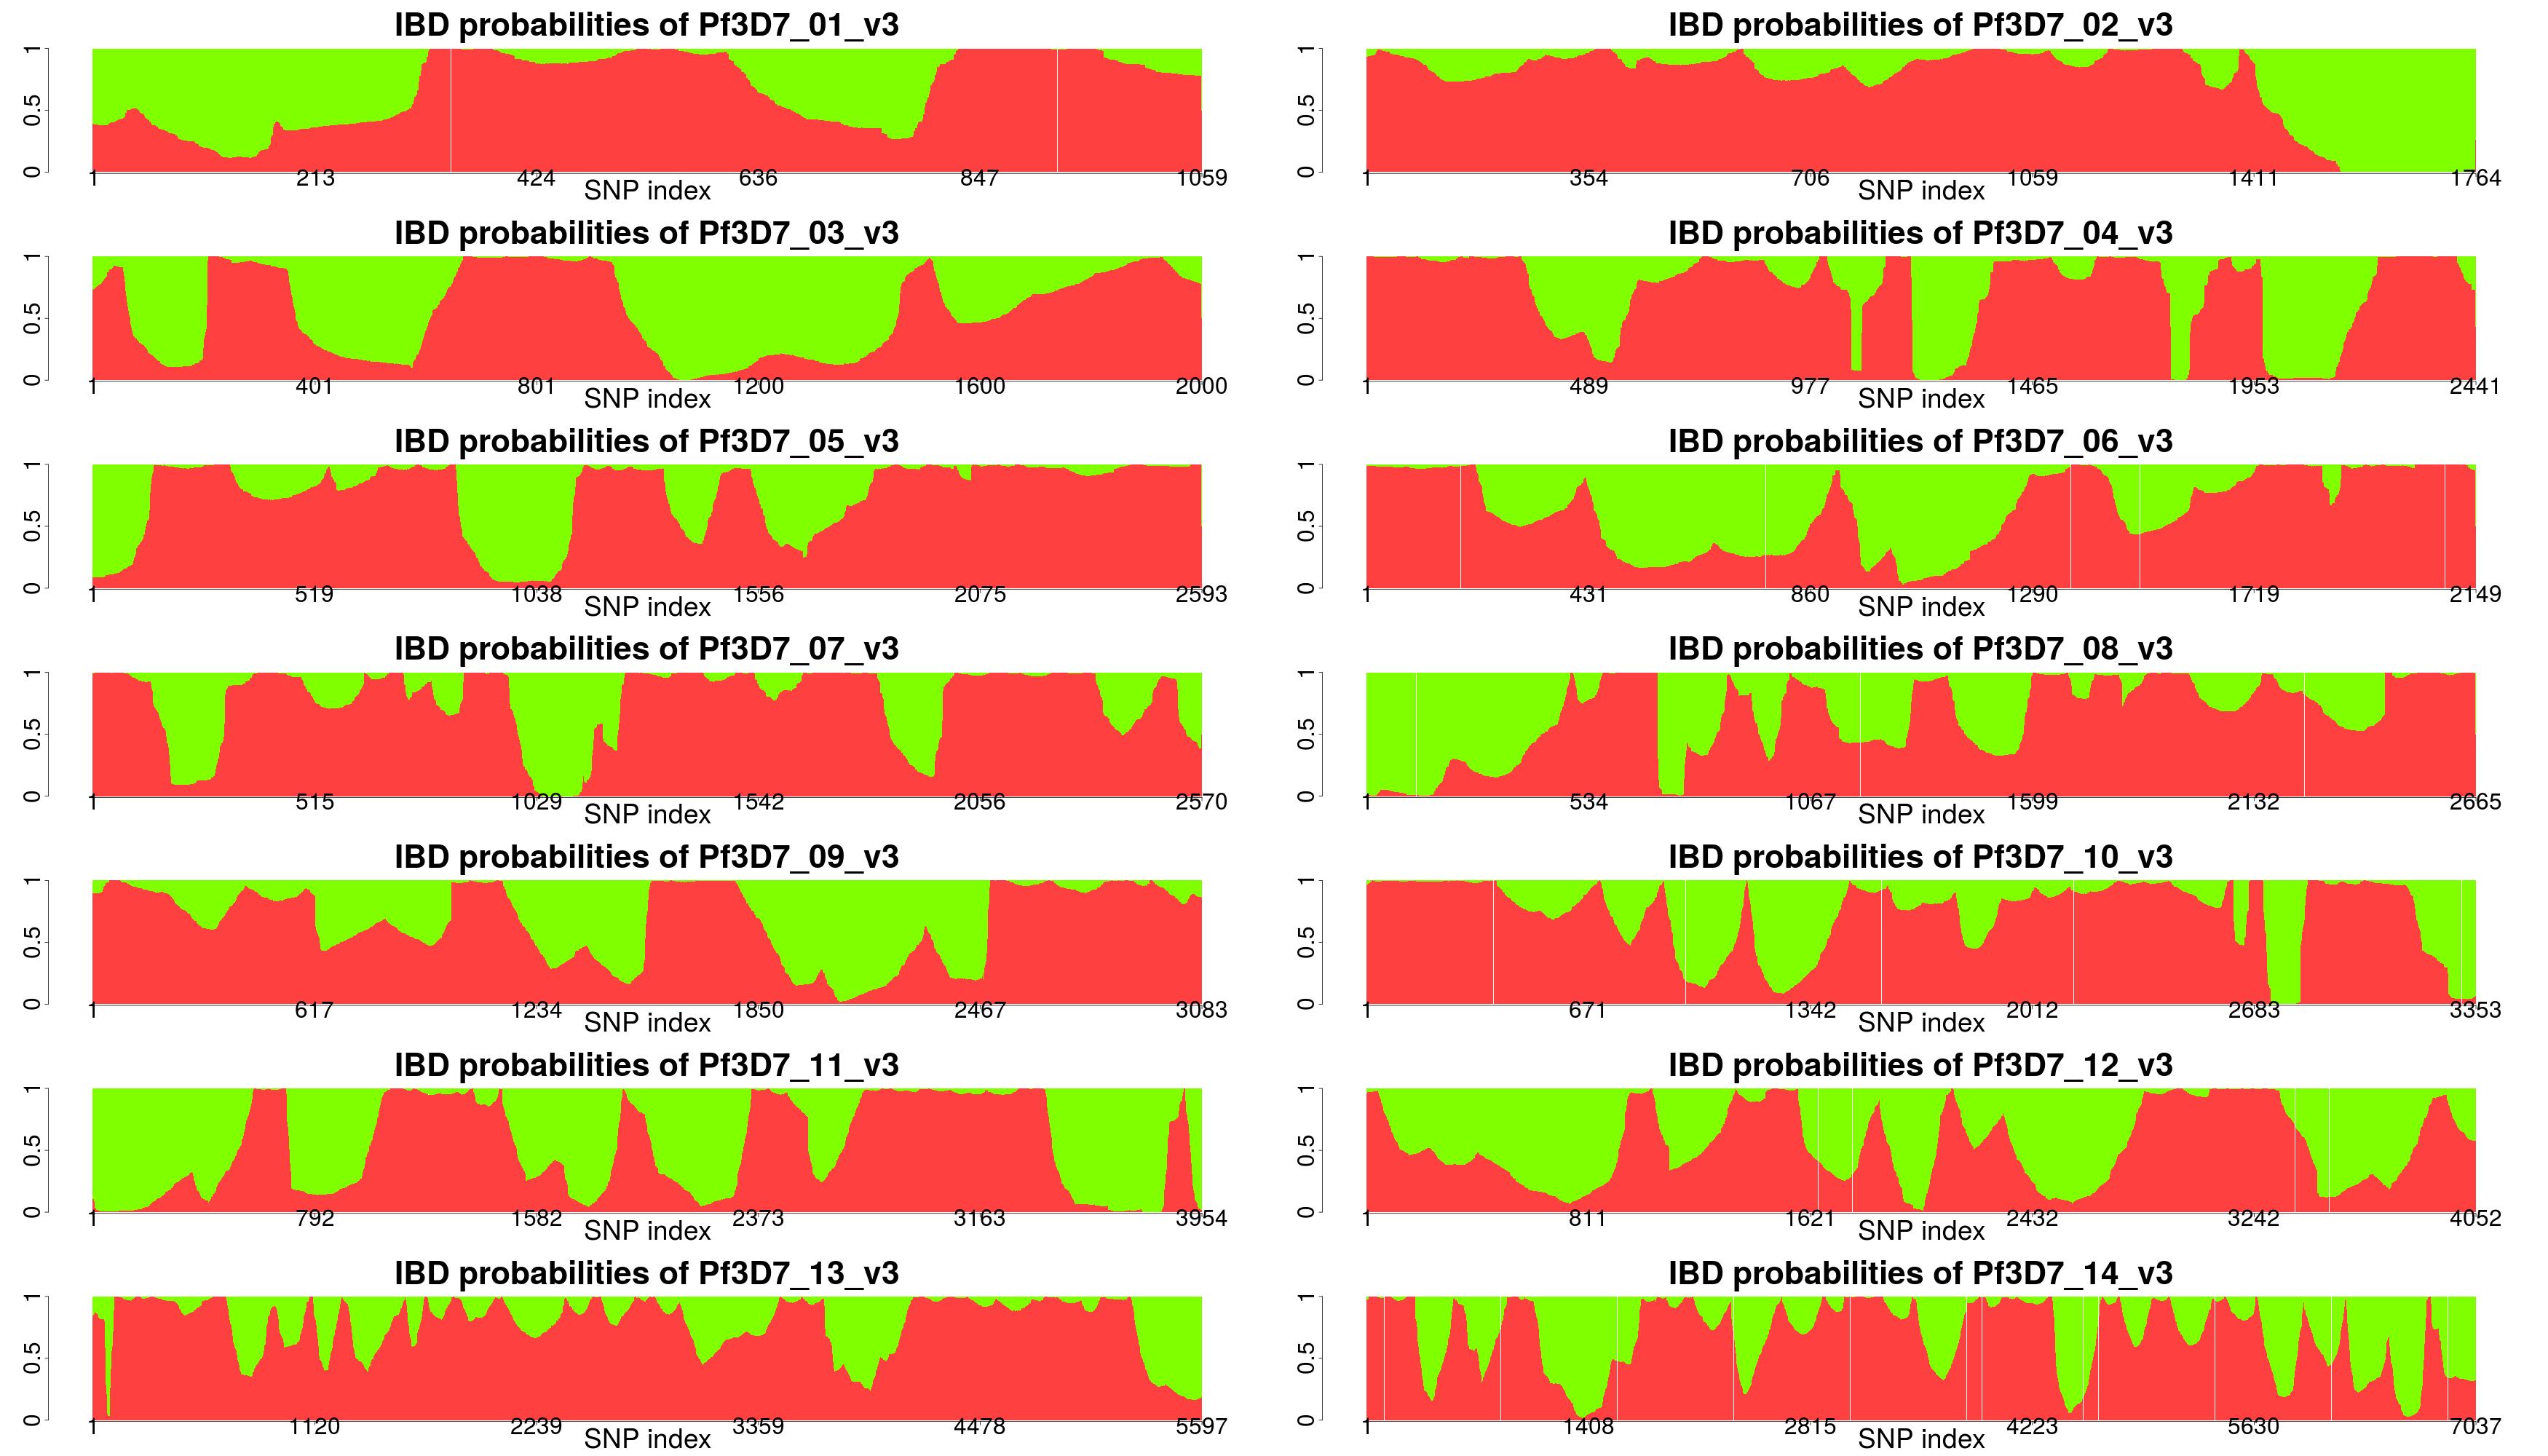 IBD probabilities of Pf3D7_01_v3
0 0.5 1
1 213 424 636 847 1059
SNP index
IBD probabilities of Pf3D7_02_v3
0 0.5 1
1 354 706 1059 1411 1764
SNP index
IBD probabilities of Pf3D7_03_v3
0 0.5 1
1 401 801 1200 1600 2000
SNP index
IBD probabilities of Pf3D7_04_v3
0 0.5 1
1 489 977 1465 1953 2441
SNP index
IBD probabilities of Pf3D7_05_v3
0 0.5 1
1 519 1038 1556 2075 2593
SNP index
IBD probabilities of Pf3D7_06_v3
0 0.5 1
1 431 860 1290 1719 2149
SNP index
IBD probabilities of Pf3D7_07_v3
0 0.5 1
1 515 1029 1542 2056 2570
SNP index
IBD probabilities of Pf3D7_08_v3
0 0.5 1
1 534 1067 1599 2132 2665
SNP index
IBD probabilities of Pf3D7_09_v3
0 0.5 1
1 617 1234 1850 2467 3083
SNP index
IBD probabilities of Pf3D7_10_v3
0 0.5 1
1 671 1342 2012 2683 3353
SNP index
IBD probabilities of Pf3D7_11_v3
0 0.5 1
1 792 1582 2373 3163 3954
SNP index
IBD probabilities of Pf3D7_12_v3
0 0.5 1
1 811 1621 2432 3242 4052
SNP index
IBD probabilities of Pf3D7_13_v3
0 0.5 1
1 1120 2239 3359 4478 5597
SNP index
IBD probabilities of Pf3D7_14_v3
0 0.5 1
1 1408 2815 4223 5630 7037
SNP index